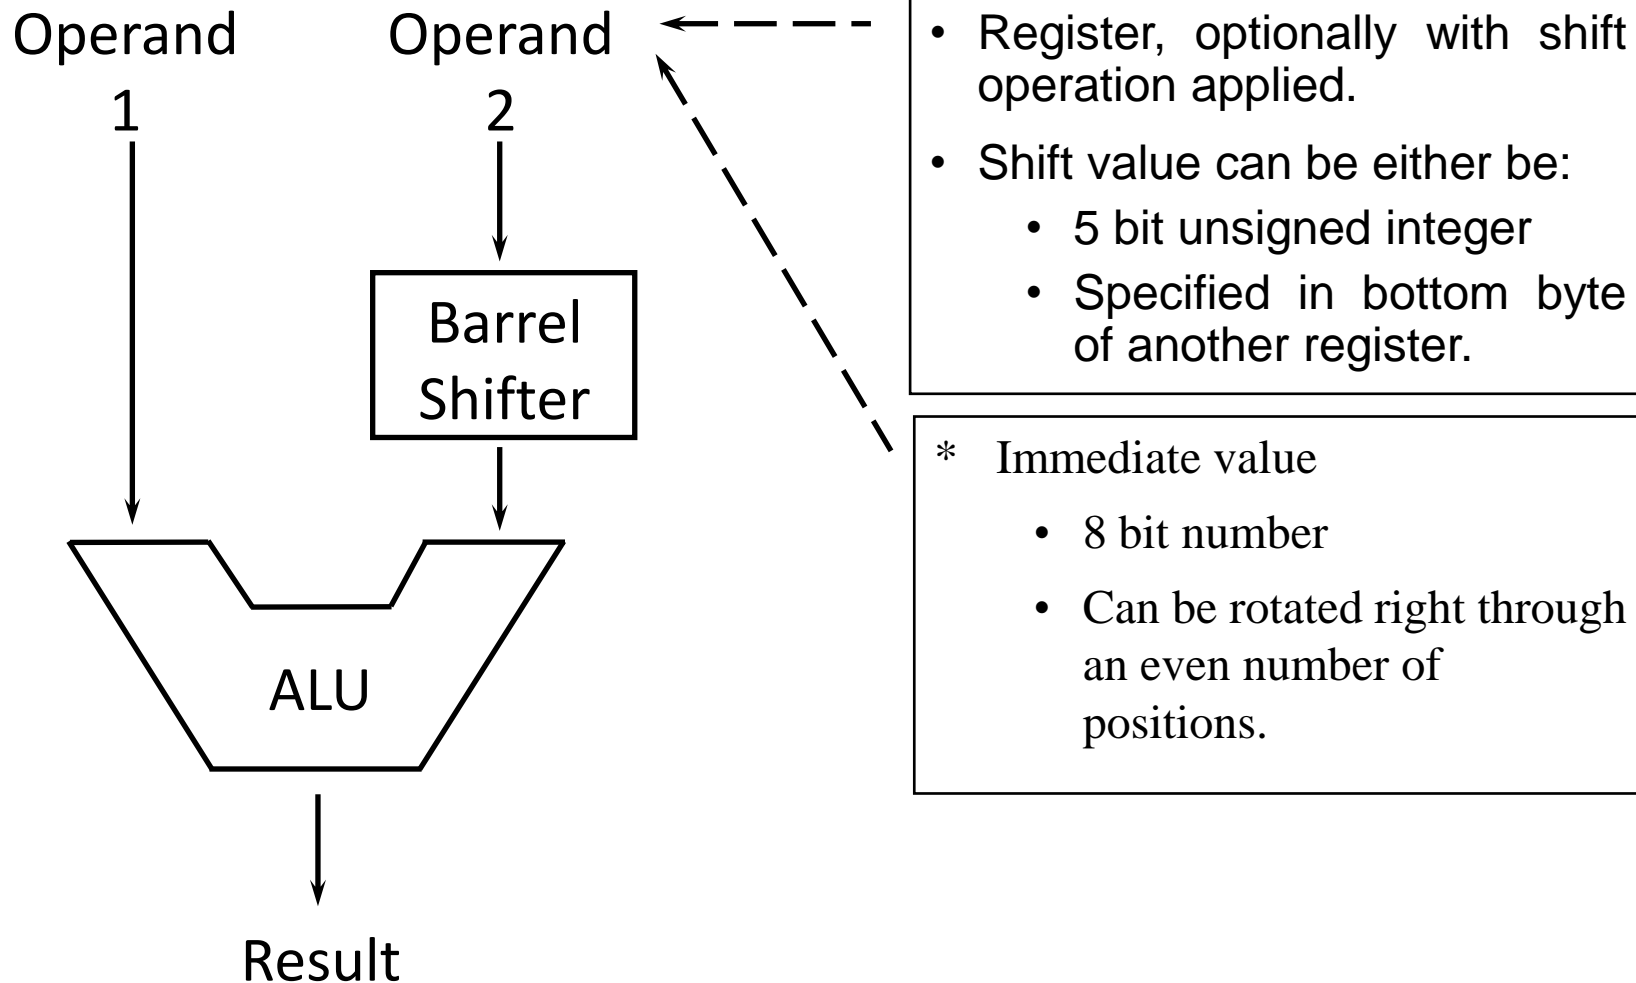 Operand
1
Operand
2
Barrel
Shifter
ALU
Result
• Register, optionally with shift
operation applied.
• Shift value can be either be:
• 5 bit unsigned integer
• Specified in bottom byte
of another register.
* Immediate value
• 8 bit number
• Can be rotated right through
an even number of
positions.